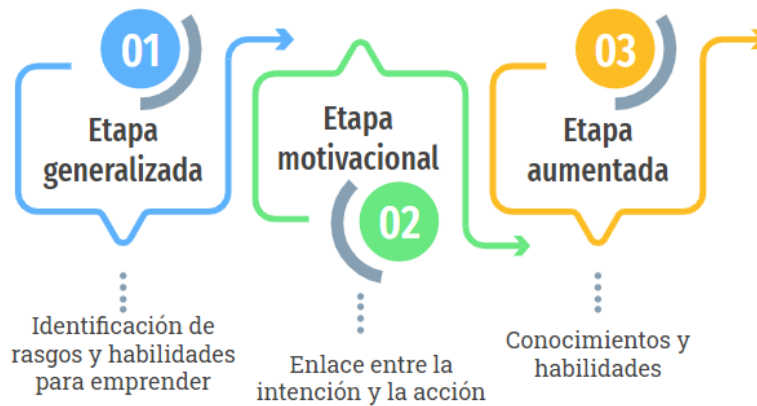 01
Etapa
generalizada
Identificación de
rasgos y habilidades
para emprender
Etapa
motivacional
02
Enlace entre la
intención y la acción
03
Etapa
aumentada
Conocimientos y
habilidades